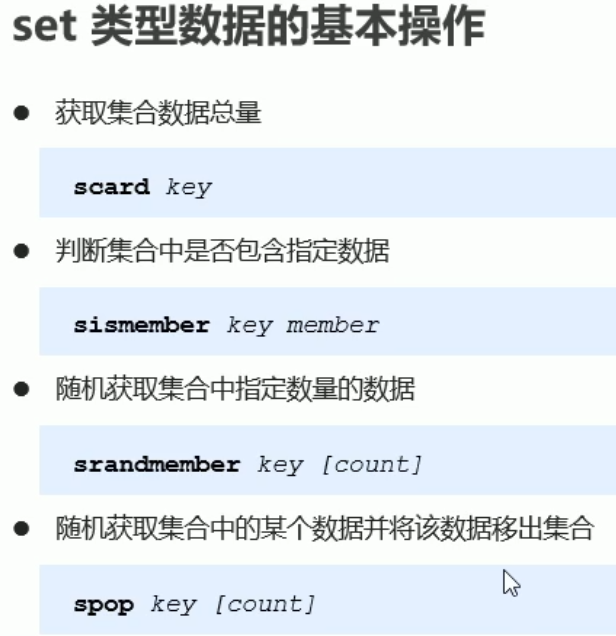 set 类型数据的基本操作
● 获取集合数据总量
scard key
● 判断集合中是否包含指定数据
sismember key member
● 随机获取集合中指定数量的数据
srandmember key [count]
● 随机获取集合中的某个数据并将该数据移出集合
spop key [count]